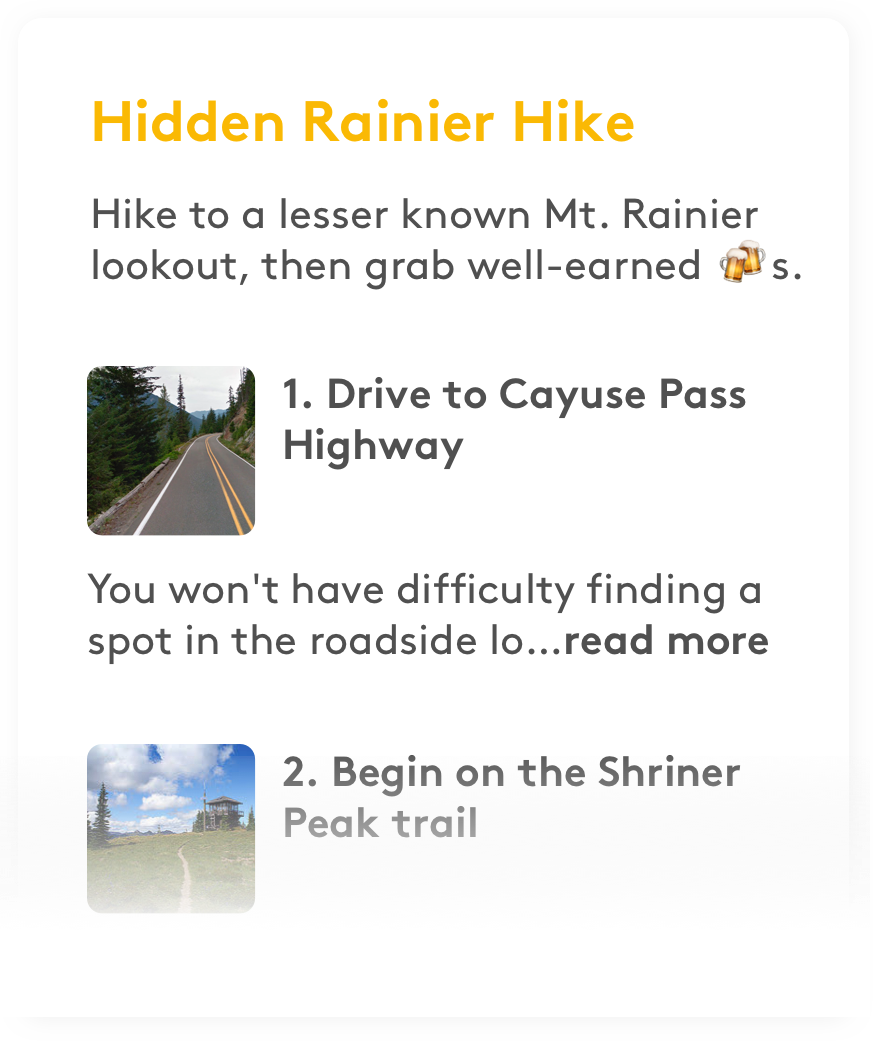 Hidden Rainier Hike
Hike to a lesser known Mt. Rainier
lookout, then grab well-earned 🍻s.
1. Drive to Cayuse Pass
Highway
You won't have difficulty finding a
spot in the roadside lo...read more
2. Begin on the Shriner
Peak trail